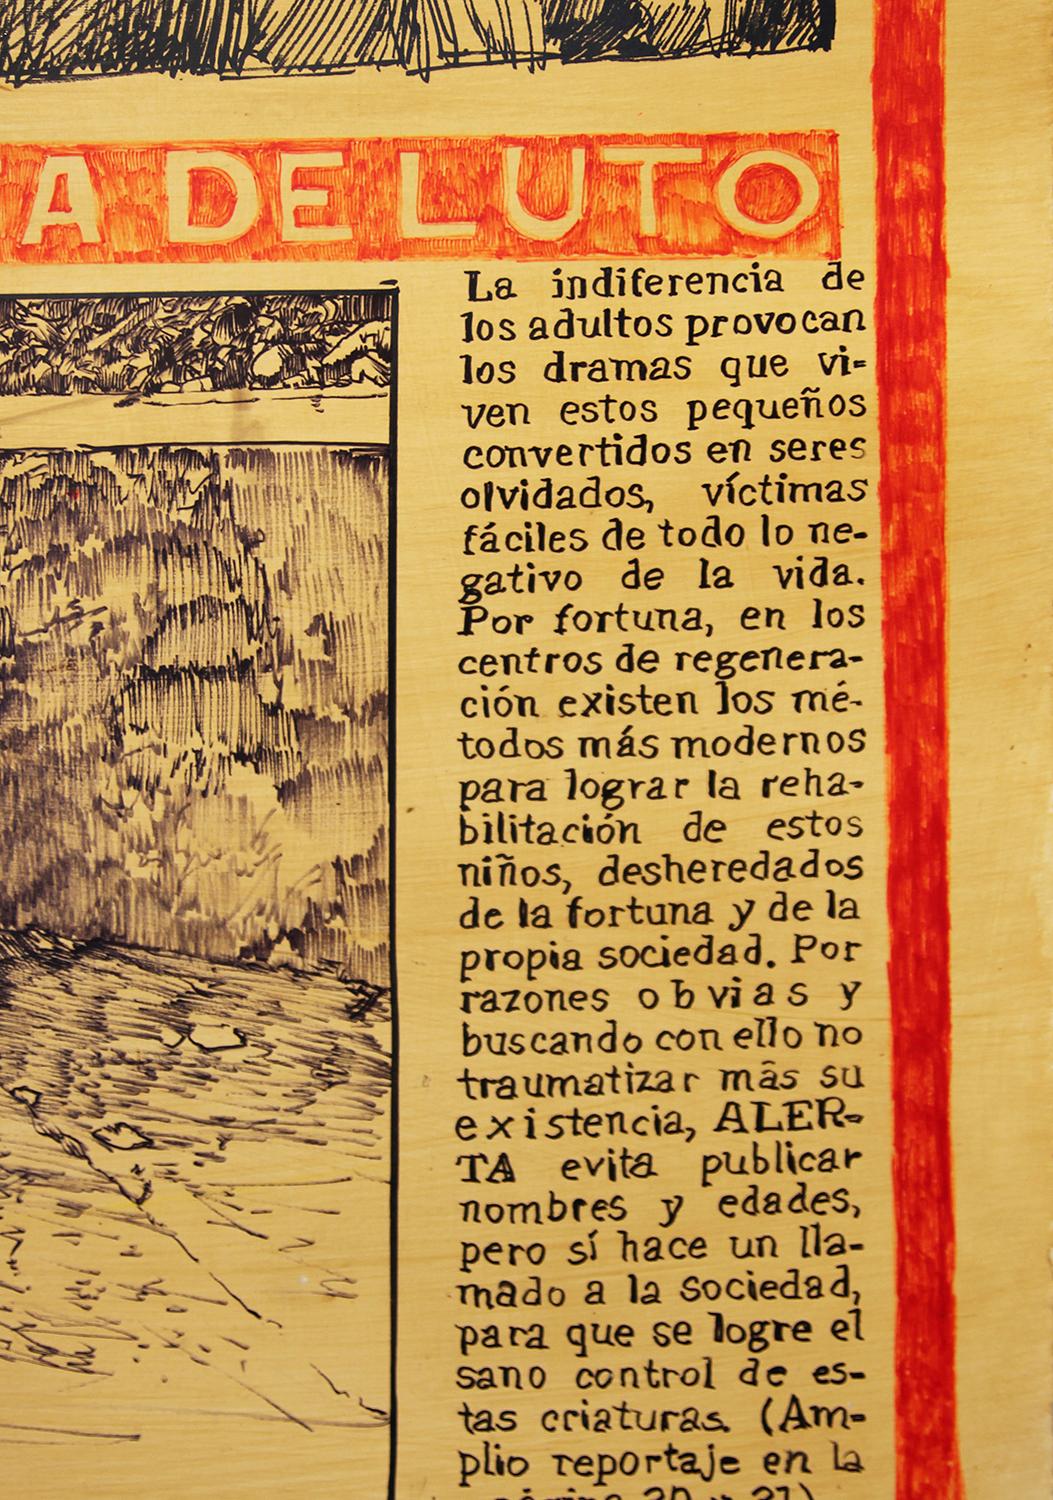 A DE LUTO
La indiferencia de
los adultos provocan
los dramas que vi=
ven estos pequeños
convertidos en seres
olvidados, víctimas
fáciles de todo lo ne-
gativo de la vida.
Por fortuna, en los
centros de regenera-
ción existen los mé-
todos más modernos
para lograr la reha-
bilitación de estos
niños, desheredados
de la fortuna y de la
propia sociedad. Por
razones obvias y
buscando con ello no
traumatizar más su
existencia, ALER-
TA evita publicar
nombres y edades,
pero sí hace un lla-
mado a la sociedad,
para que se logre el
sano control de es-
tas criaturas. (Am=
plio reportaje en la
página 20 y 21)